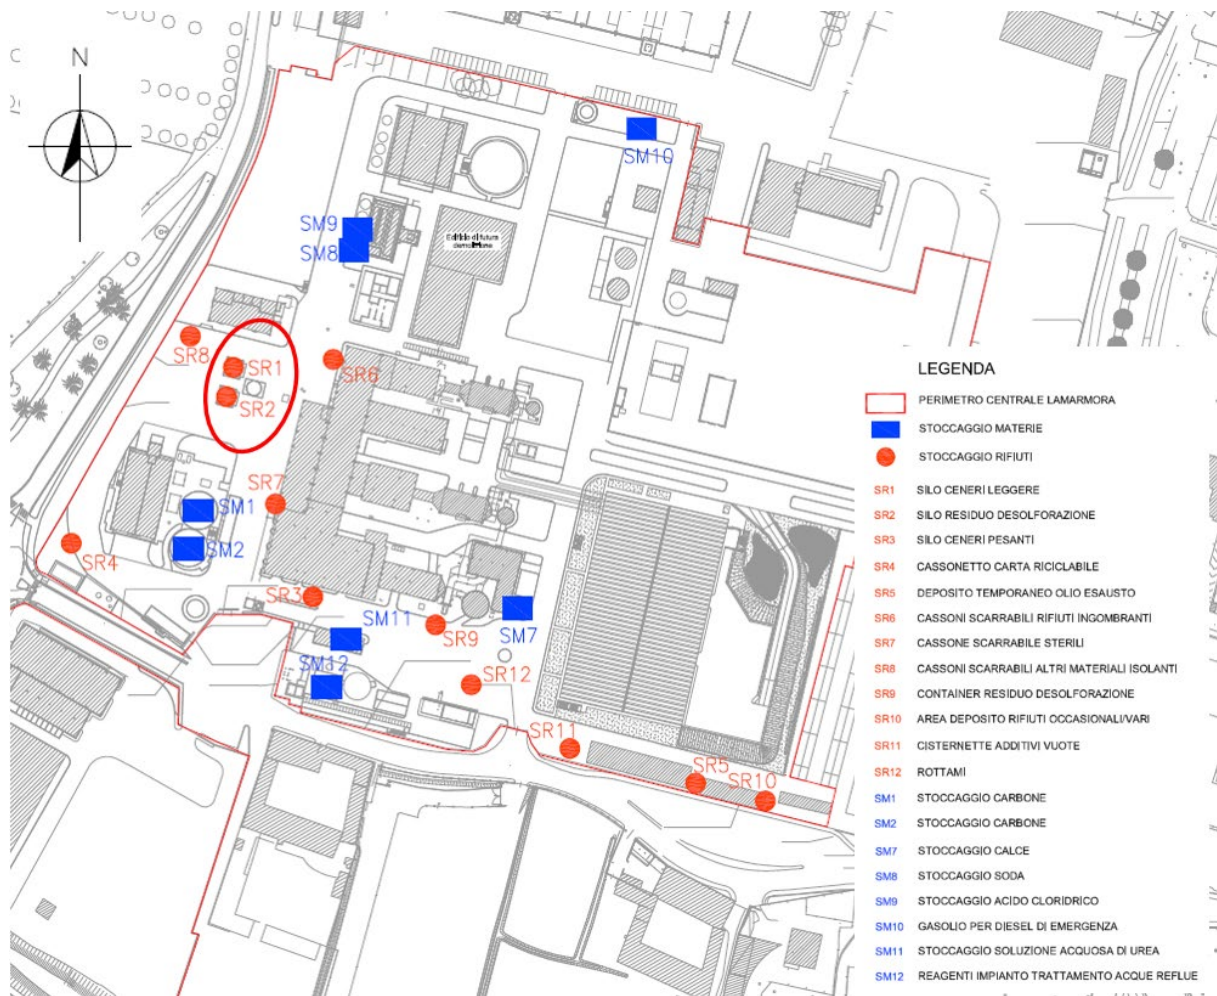 N
SM10
SM9
SM8
Edificio di futura
demolizione
SR8
SR1
SR6
SR2
SR7
SM1
SM2
SR4
SR3
SM11
SR9
SM7
SM12
SR12
SR11
SR5
SR10
LEGENDA
PERIMETRO CENTRALE LAMARMORA
STOCCAGGIO MATERIE
STOCCAGGIO RIFIUTI
SR1 SILO CENERI LEGGERE
SR2 SILO RESIDUO DESOLFORAZIONE
SR3 SILO CENERI PESANTI
SR4 CASSONETTO CARTA RICICLABILE
SR5 DEPOSITO TEMPORANEO OLIO ESAUSTO
SR6 CASSONI SCARRABILI RIFIUTI INGOMBRANTI
SR7 CASSONE SCARRABILE STERILI
SR8 CASSONI SCARRABILI ALTRI MATERIALI ISOLANTI
SR9 CONTAINER RESIDUO DESOLFORAZIONE
SR10 AREA DEPOSITO RIFIUTI OCCASIONALI/VARI
SR11 CISTERNETTE ADDITIVI VUOTE
SR12 ROTTAMI
SM1 STOCCAGGIO CARBONE
SM2 STOCCAGGIO CARBONE
SM7 STOCCAGGIO CALCE
SM8 STOCCAGGIO SODA
SM9 STOCCAGGIO ACIDO CLORIDRICO
SM10 GASOLIO PER DIESEL DI EMERGENZA
SM11 STOCCAGGIO SOLUZIONE ACQUOSA DI UREA
SM12 REAGENTI IMPIANTO TRATTAMENTO ACQUE REFLUE